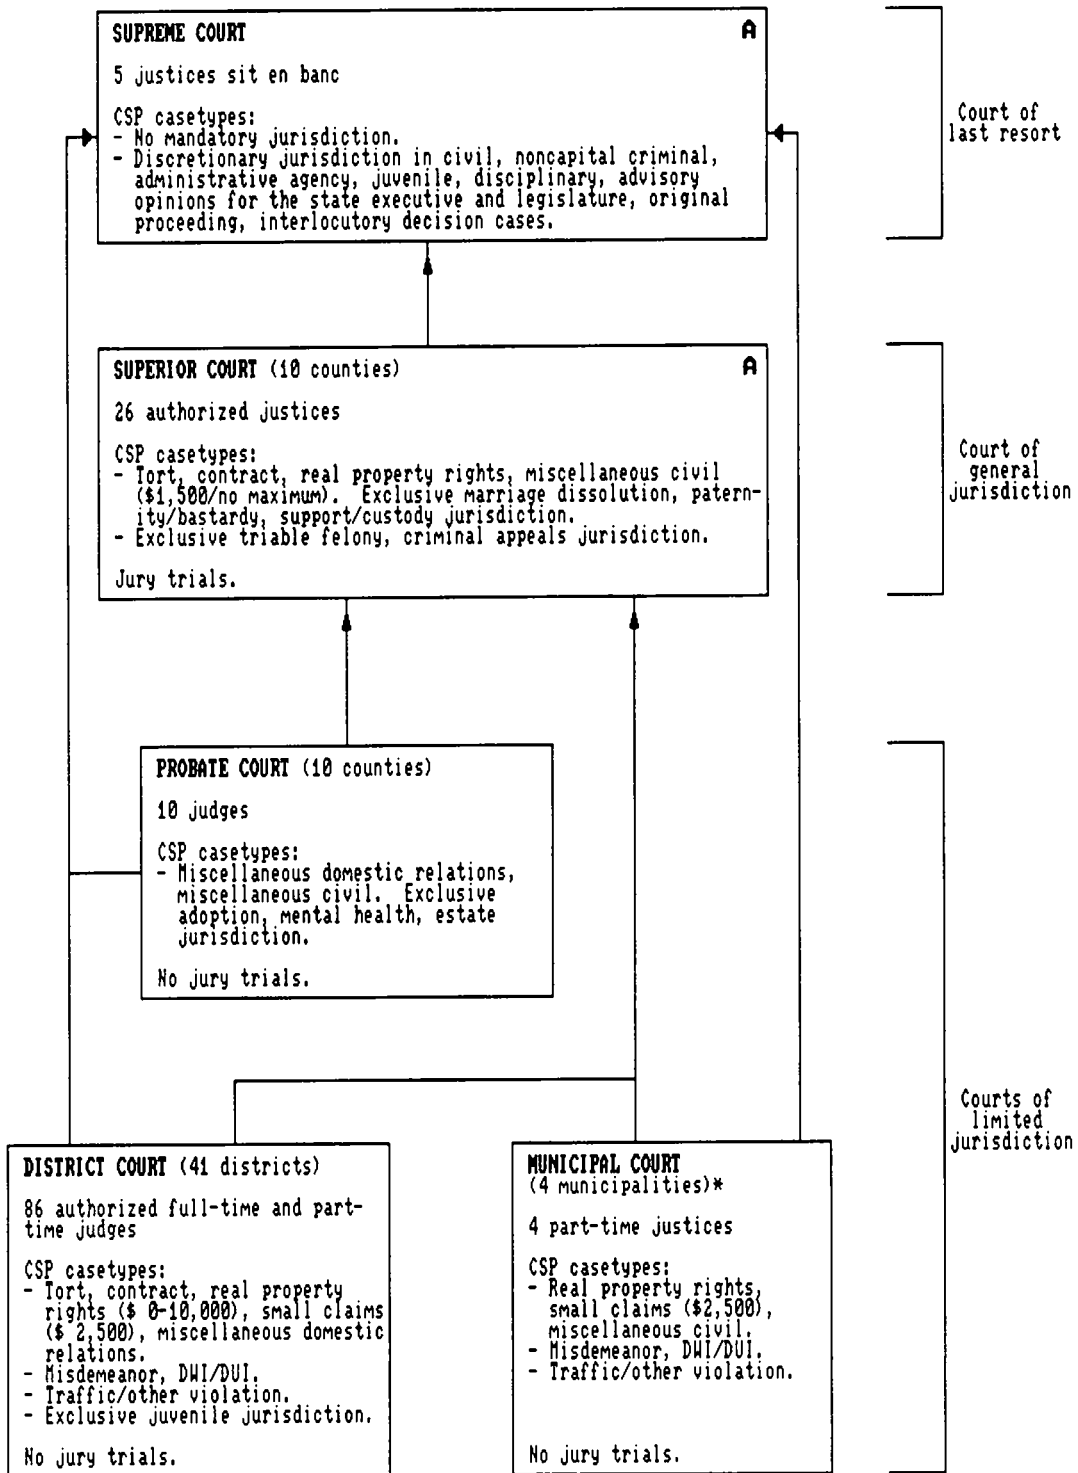 SUPREME COURT A
5 justices sit en banc
CSP casetypes:
- No mandatory jurisdiction.
- Discretionary jurisdiction in civil, noncapital criminal,
administrative agency, juvenile, disciplinary, advisory
opinions for the state executive and legislature, original
proceeding, interlocutory decision cases.
Court of
last resort
SUPERIOR COURT (10 counties) A
26 authorized justices
CSP casetypes:
- Tort, contract, real property rights, miscellaneous civil
($1,500/no maximum). Exclusive marriage dissolution, patern-
ity/bastardy, support/custody jurisdiction.
- Exclusive triable felony, criminal appeals jurisdiction.
Jury trials.
Court of
general
jurisdiction
PROBATE COURT (10 counties)
10 judges
CSP casetypes:
- Miscellaneous domestic relations,
miscellaneous civil. Exclusive
adoption, mental health, estate
jurisdiction.
No jury trials.
DISTRICT COURT (41 districts)
86 authorized full-time and part-
time judges
CSP casetypes:
- Tort, contract, real property
rights ($ 0-10,000), small claims
($ 2,500), miscellaneous domestic
relations.
- Misdemeanor, DWI/DUI.
- Traffic/other violation.
- Exclusive juvenile jurisdiction.
No jury trials.
MUNICIPAL COURT
(4 municipalities)*
4 part-time justices
CSP casetypes:
- Real property rights,
small claims ($2,500),
miscellaneous civil.
- Misdemeanor, DWI/DUI.
- Traffic/other violation.
No jury trials.
Courts of
limited
jurisdiction